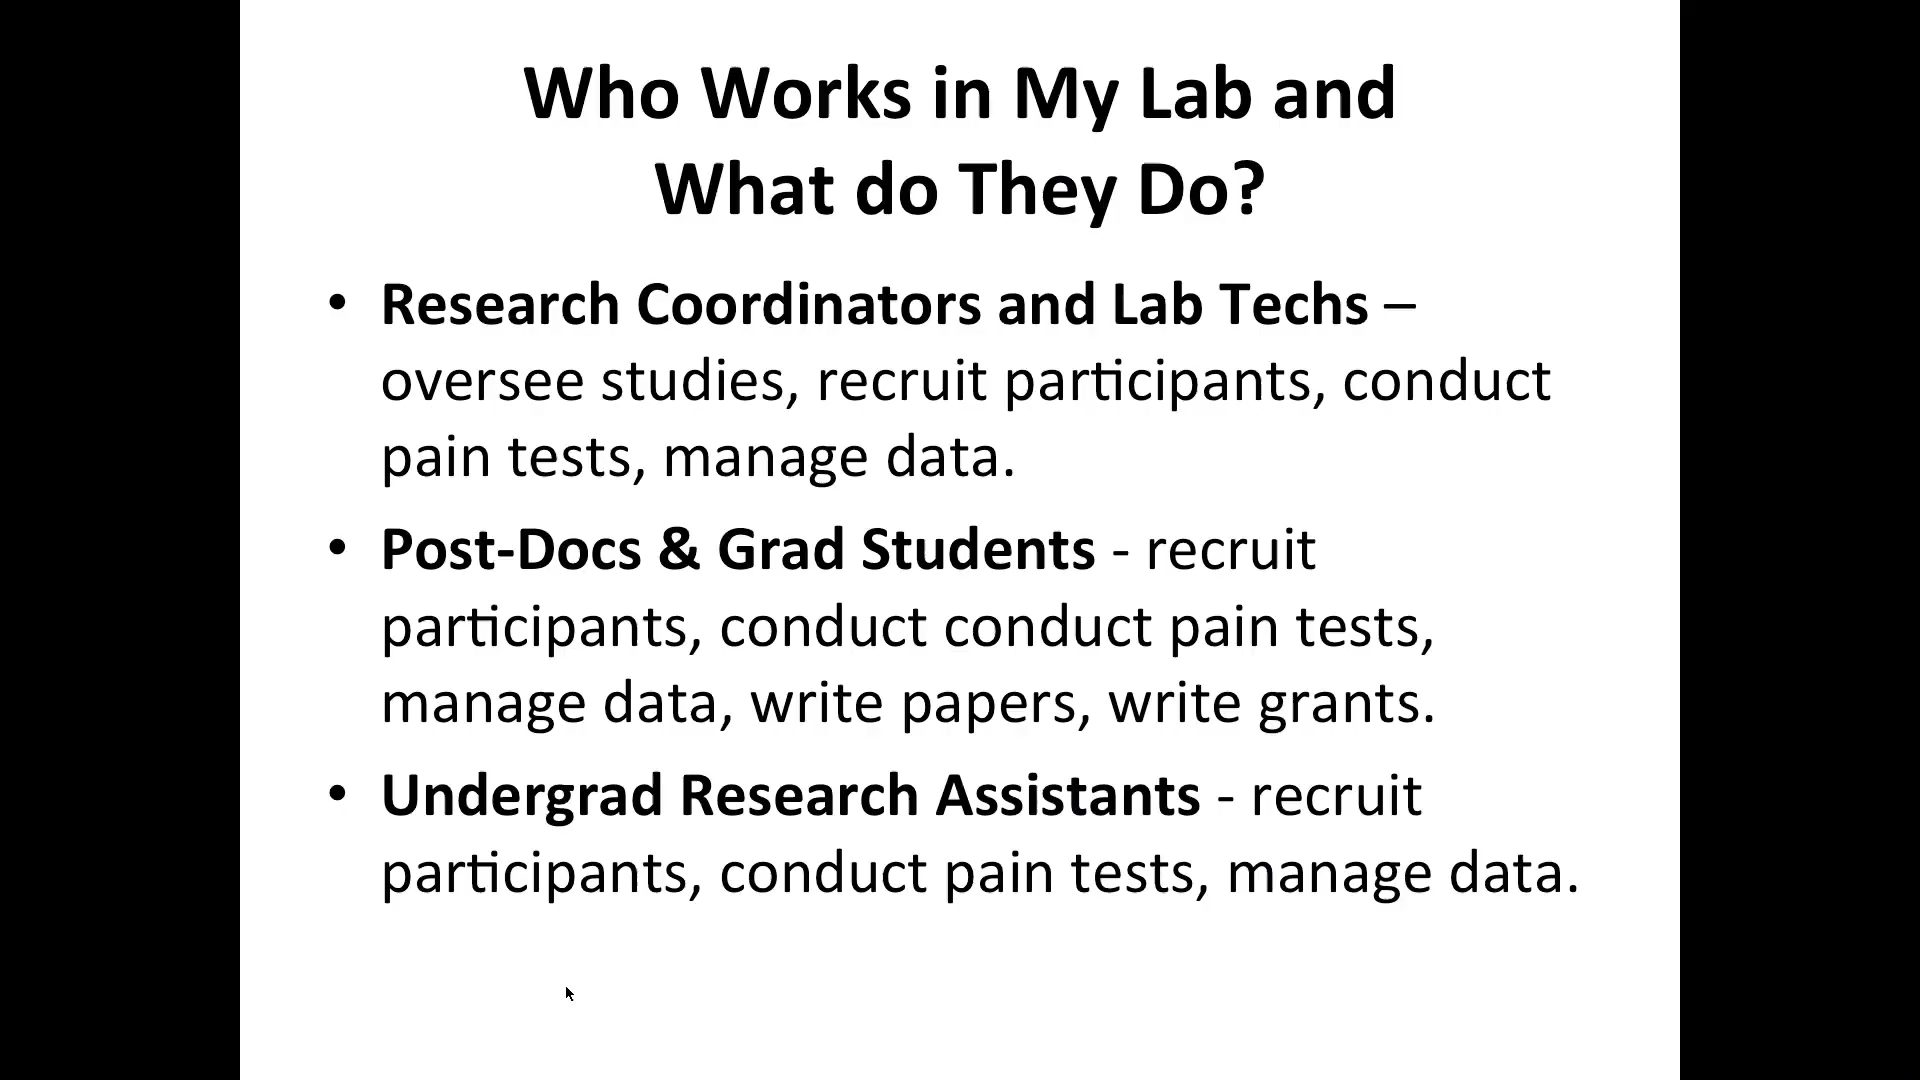 Who Works in My Lab and
What do They Do?
• Research Coordinators and Lab Techs –
oversee studies, recruit participants, conduct
pain tests, manage data.
• Post-Docs & Grad Students - recruit
participants, conduct conduct pain tests,
manage data, write papers, write grants.
• Undergrad Research Assistants - recruit
participants, conduct pain tests, manage data.